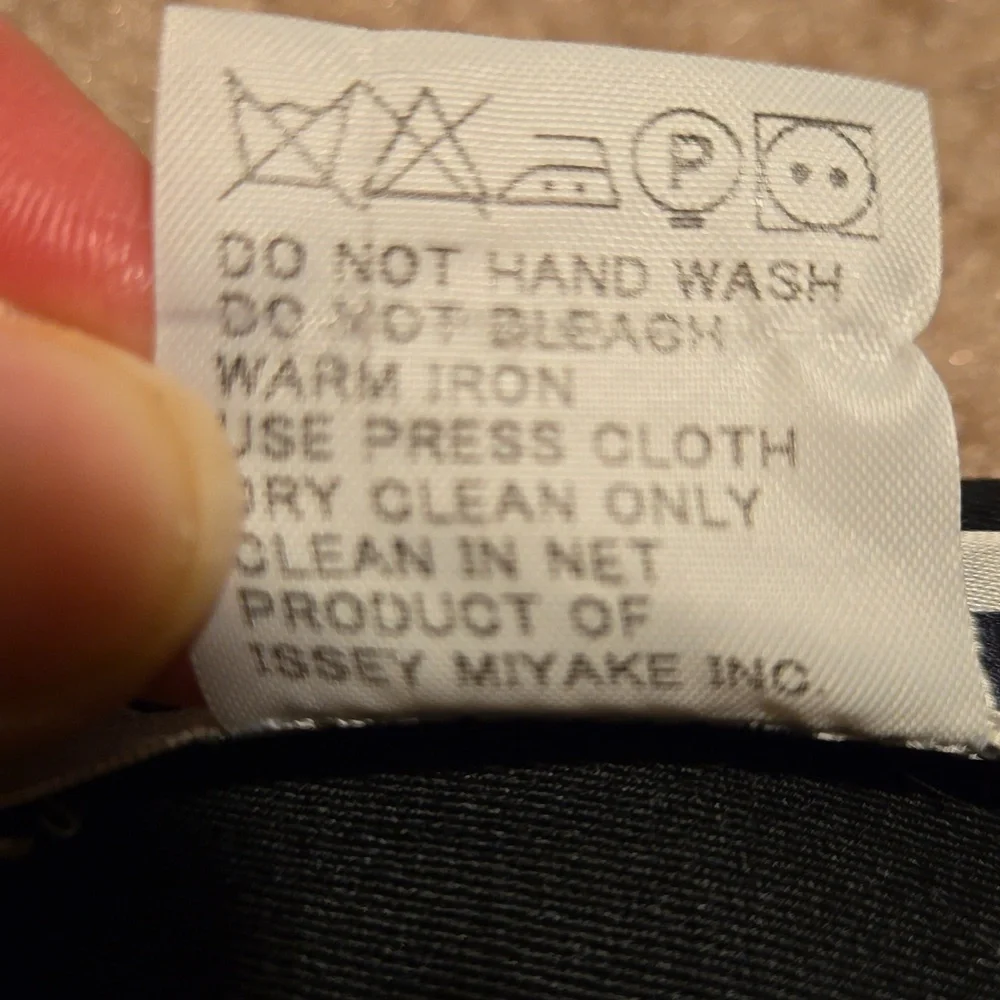 P
DO NOT HAND WASH
DO NOT BLEACH
WARM IRON
USE PRESS CLOTH
DRY CLEAN ONLY
CLEAN IN NET
PRODUCT OF
ISSEY MIYAKE INC.